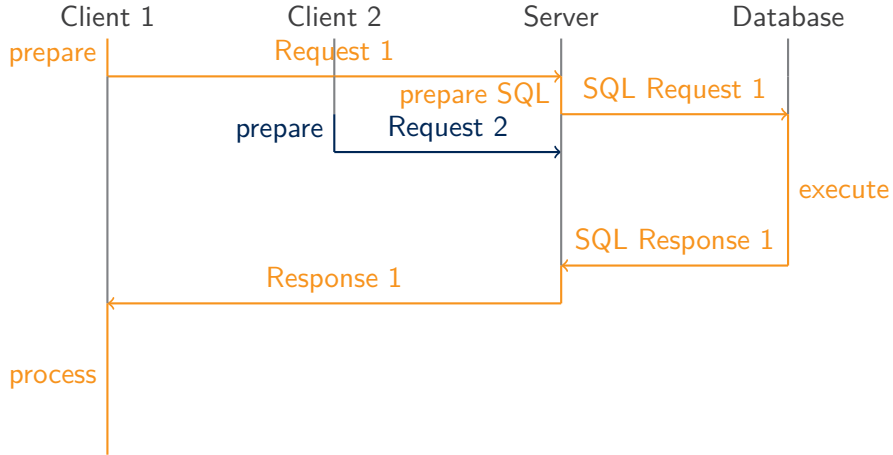 Client 1
Client 2
Server
Database
prepare
Request 1
prepare SQL
SQL Request 1
prepare
Request 2
execute
SQL Response 1
Response 1
process